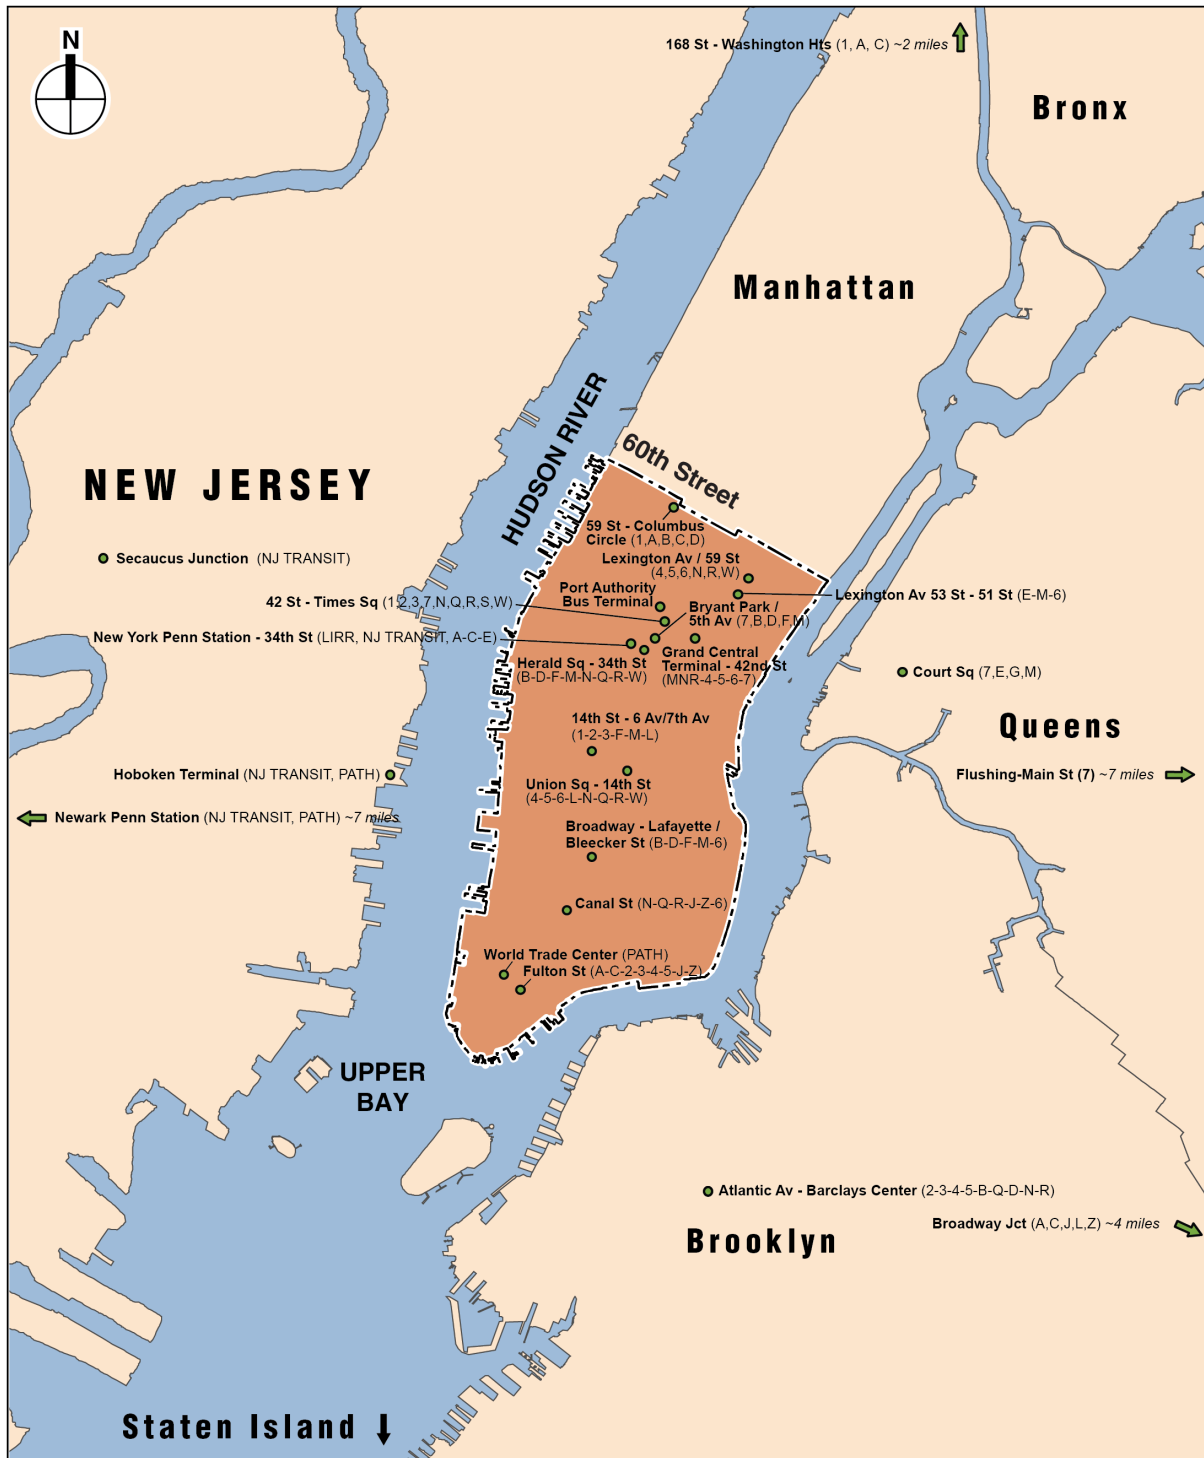 N
168 St - Washington Hts (1, A, C) ~2 miles
Bronx
Manhattan
HUDSON RIVER
60th Street
NEW JERSEY
59 St - Columbus
Circle (1,A,B,C,D)
Secaucus Junction (NJ TRANSIT)
Lexington Av / 59 St
(4,5,6,N,R,W)
Port Authority
Bus Terminal
Lexington Av 53 St - 51 St (E-M-6)
42 St - Times Sq (1,2,3,7,N,Q,R,S,W)
Bryant Park /
5th Av (7,B,D,F,M)
New York Penn Station - 34th St (LIRR, NJ TRANSIT, A-C-E)
Grand Central
Terminal - 42nd St
(MNR-4-5-6-7)
Herald Sq - 34th St
(B-D-F-M-N-Q-R-W)
Court Sq (7,E,G,M)
14th St - 6 Av/7th Av
(1-2-3-F-M-L)
Queens
Hoboken Terminal (NJ TRANSIT, PATH)
Flushing-Main St (7) ~7 miles
Union Sq - 14th St
(4-5-6-L-N-Q-R-W)
Newark Penn Station (NJ TRANSIT, PATH) ~7 miles
Broadway - Lafayette /
Bleecker St (B-D-F-M-6)
Canal St (N-Q-R-J-Z-6)
World Trade Center (PATH)
Fulton St (A-C-2-3-4-5-J-Z)
UPPER
BAY
Atlantic Av - Barclays Center (2-3-4-5-B-Q-D-N-R)
Broadway Jct (A,C,J,L,Z) ~4 miles
Brooklyn
Staten Island